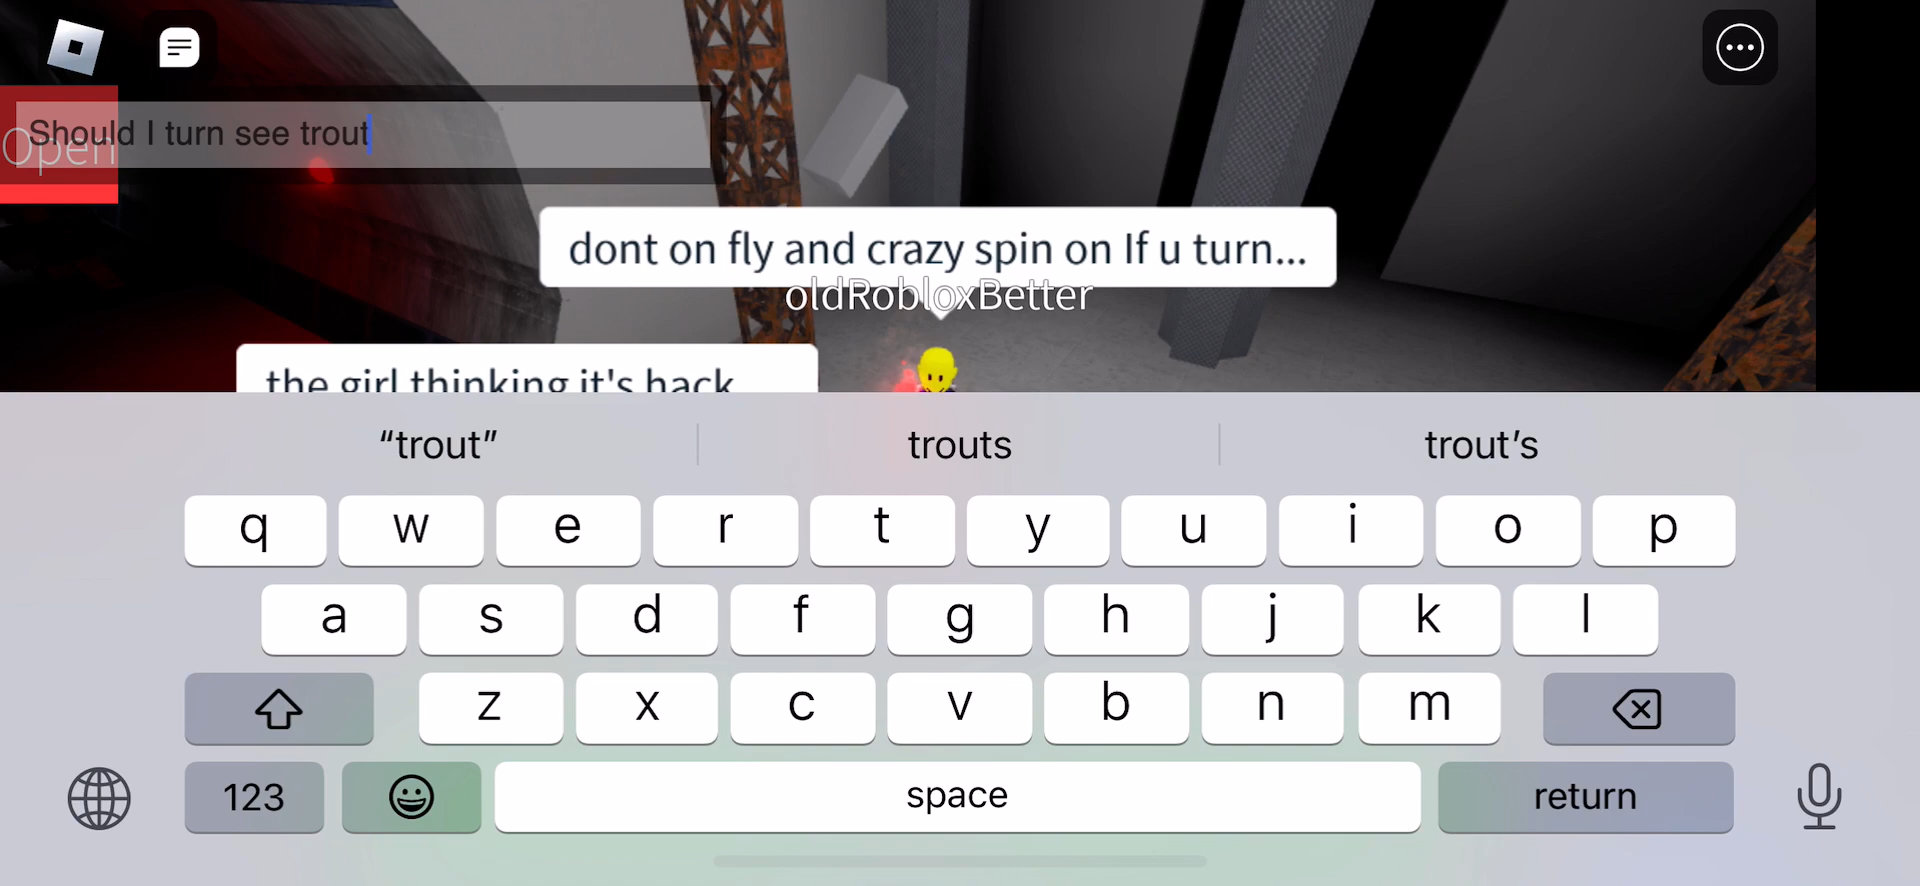 Should I turn see trout
Open
dont on fly and crazy spin on If u turn...
oldRobloxBetter
the girl thinking it's hack
“trout” trouts trout’s
q w e r t y u i o p
a s d f g h j k l
z x c v b n m
123 space return